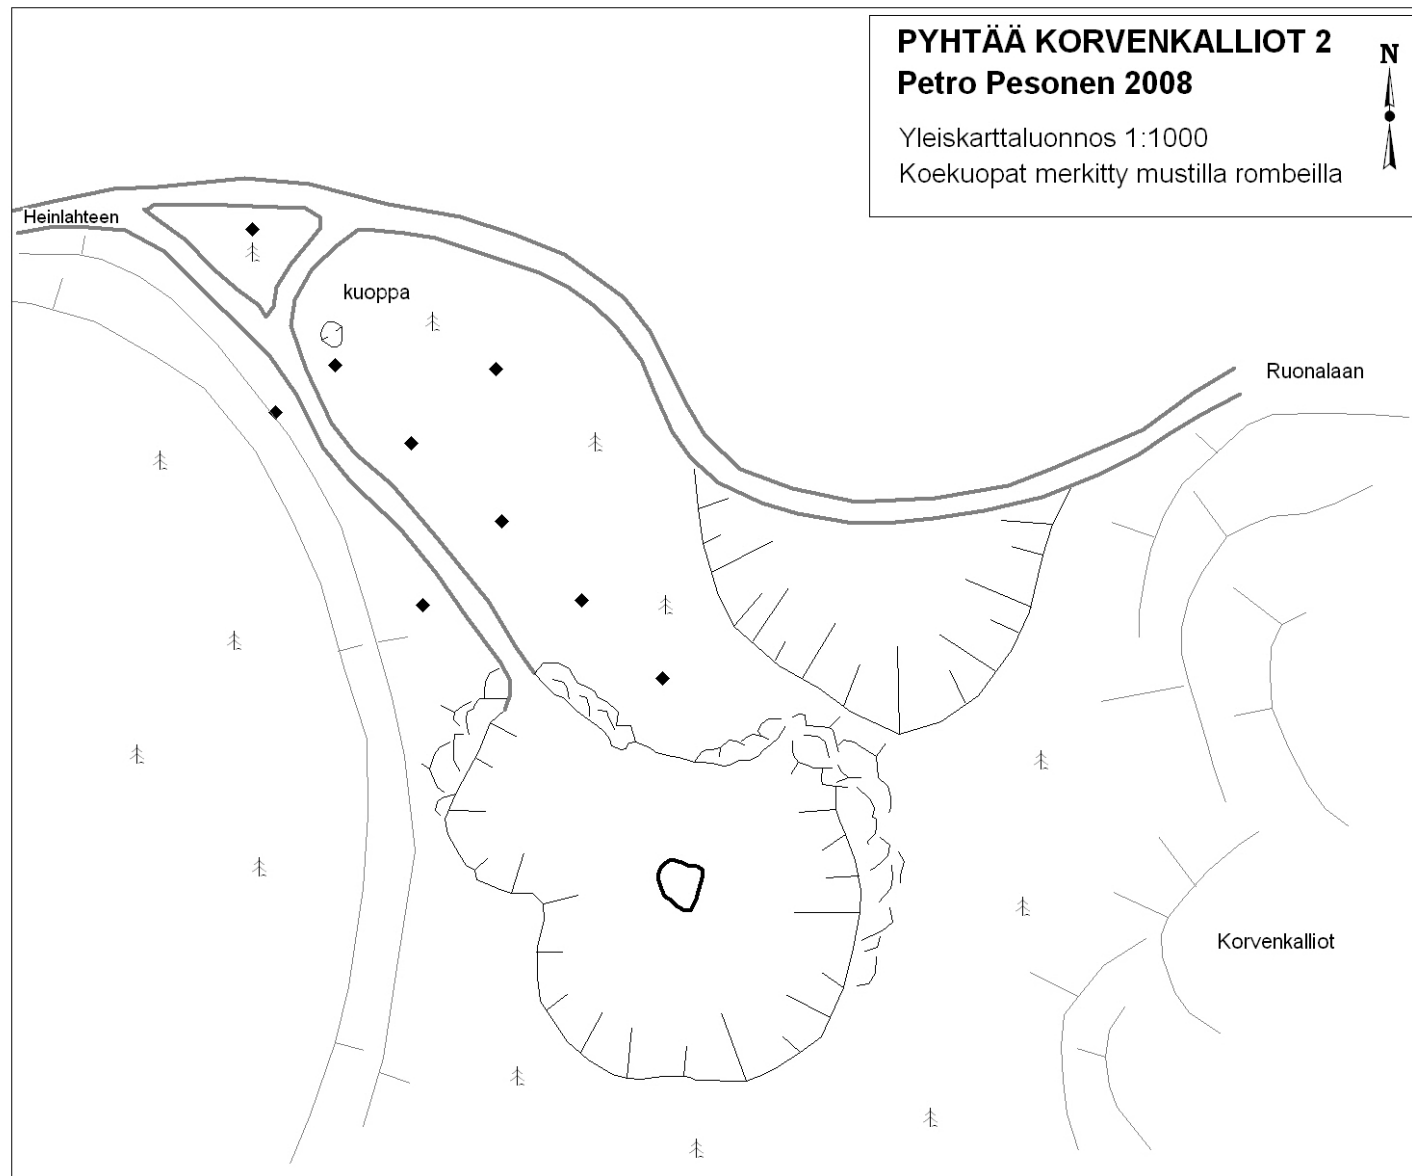 PYHTÄÄ KORVENKALLIOT 2
Petro Pesonen 2008
N
Yleiskarttaluonnos 1:1000
Koekuopat merkitty mustilla rombeilla
Heinlahteen
kuoppa
Ruonalaan
Korvenkalliot